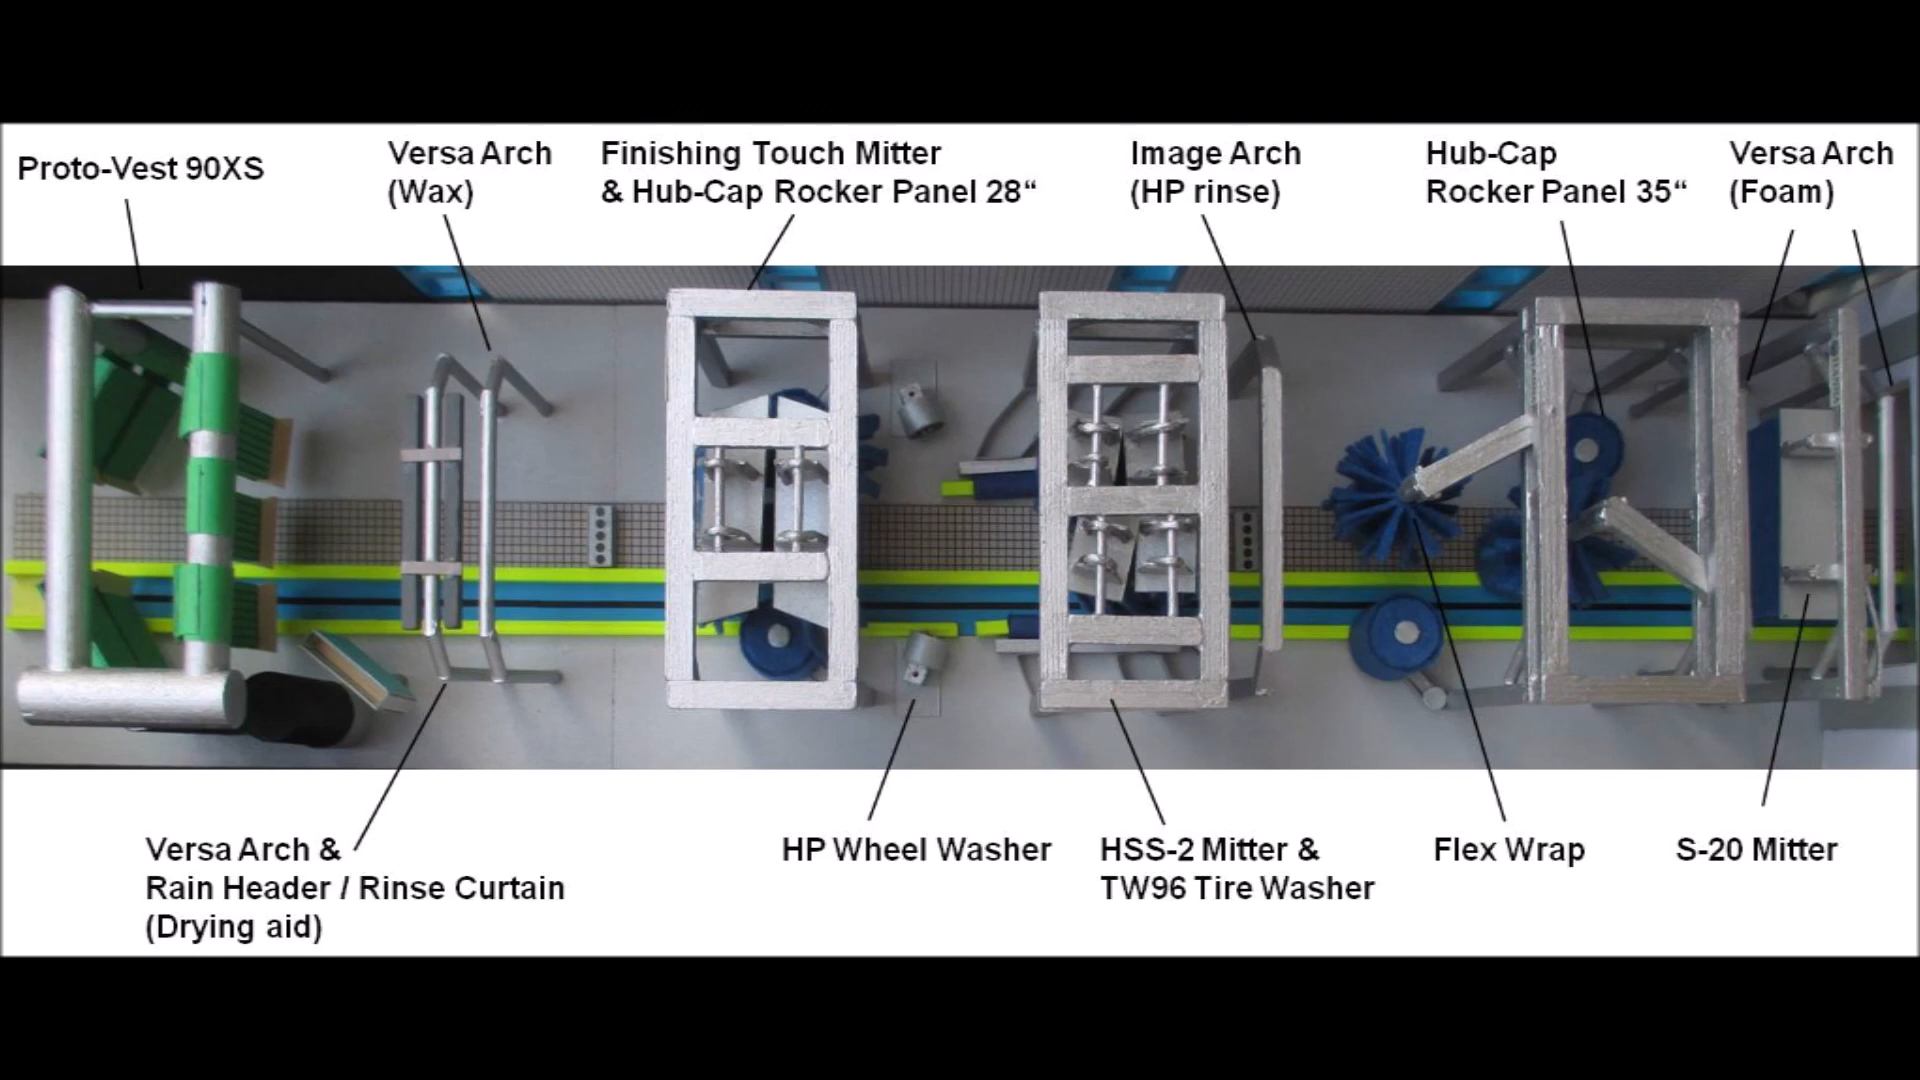 Proto-Vest 90XS
Versa Arch
(Wax)
Finishing Touch Mitter
& Hub-Cap Rocker Panel 28“
Image Arch
(HP rinse)
Hub-Cap
Rocker Panel 35“
Versa Arch
(Foam)
Versa Arch &
Rain Header / Rinse Curtain
(Drying aid)
HP Wheel Washer
HSS-2 Mitter &
TW96 Tire Washer
Flex Wrap
S-20 Mitter